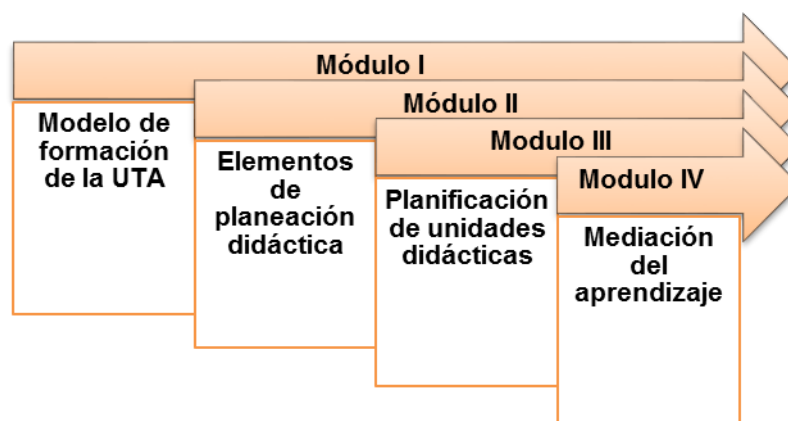 Módulo I
Modelo de
formación
de la UTA
Módulo II
Elementos
de
planeación
didáctica
Modulo III
Planificación
de unidades
didácticas
Modulo IV
Mediación
del
aprendizaje